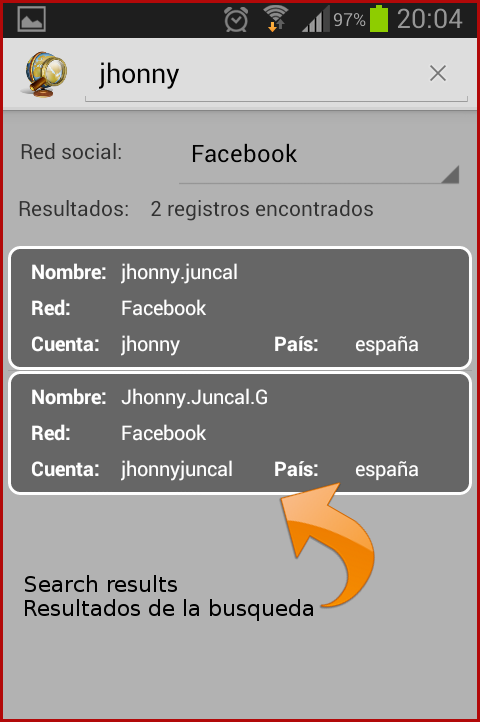 97% 20:04
jhonny
Red social: Facebook
Resultados: 2 registros encontrados
Nombre: jhonny.juncal
Red: Facebook
Cuenta: jhonny País: españa
Nombre: Jhonny.Juncal.G
Red: Facebook
Cuenta: jhonnyjuncal País: españa
Search results
Resultados de la busqueda